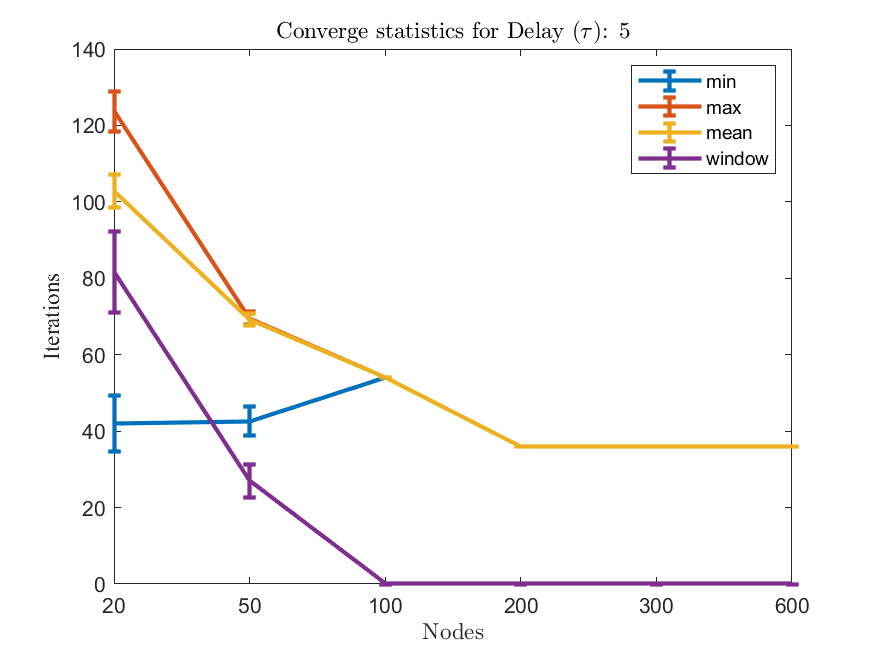 Converge statistics for Delay (τ): 5
140
120
100
80
60
40
20
0
Iterations
min
max
mean
window
20 50 100 200 300 600
Nodes